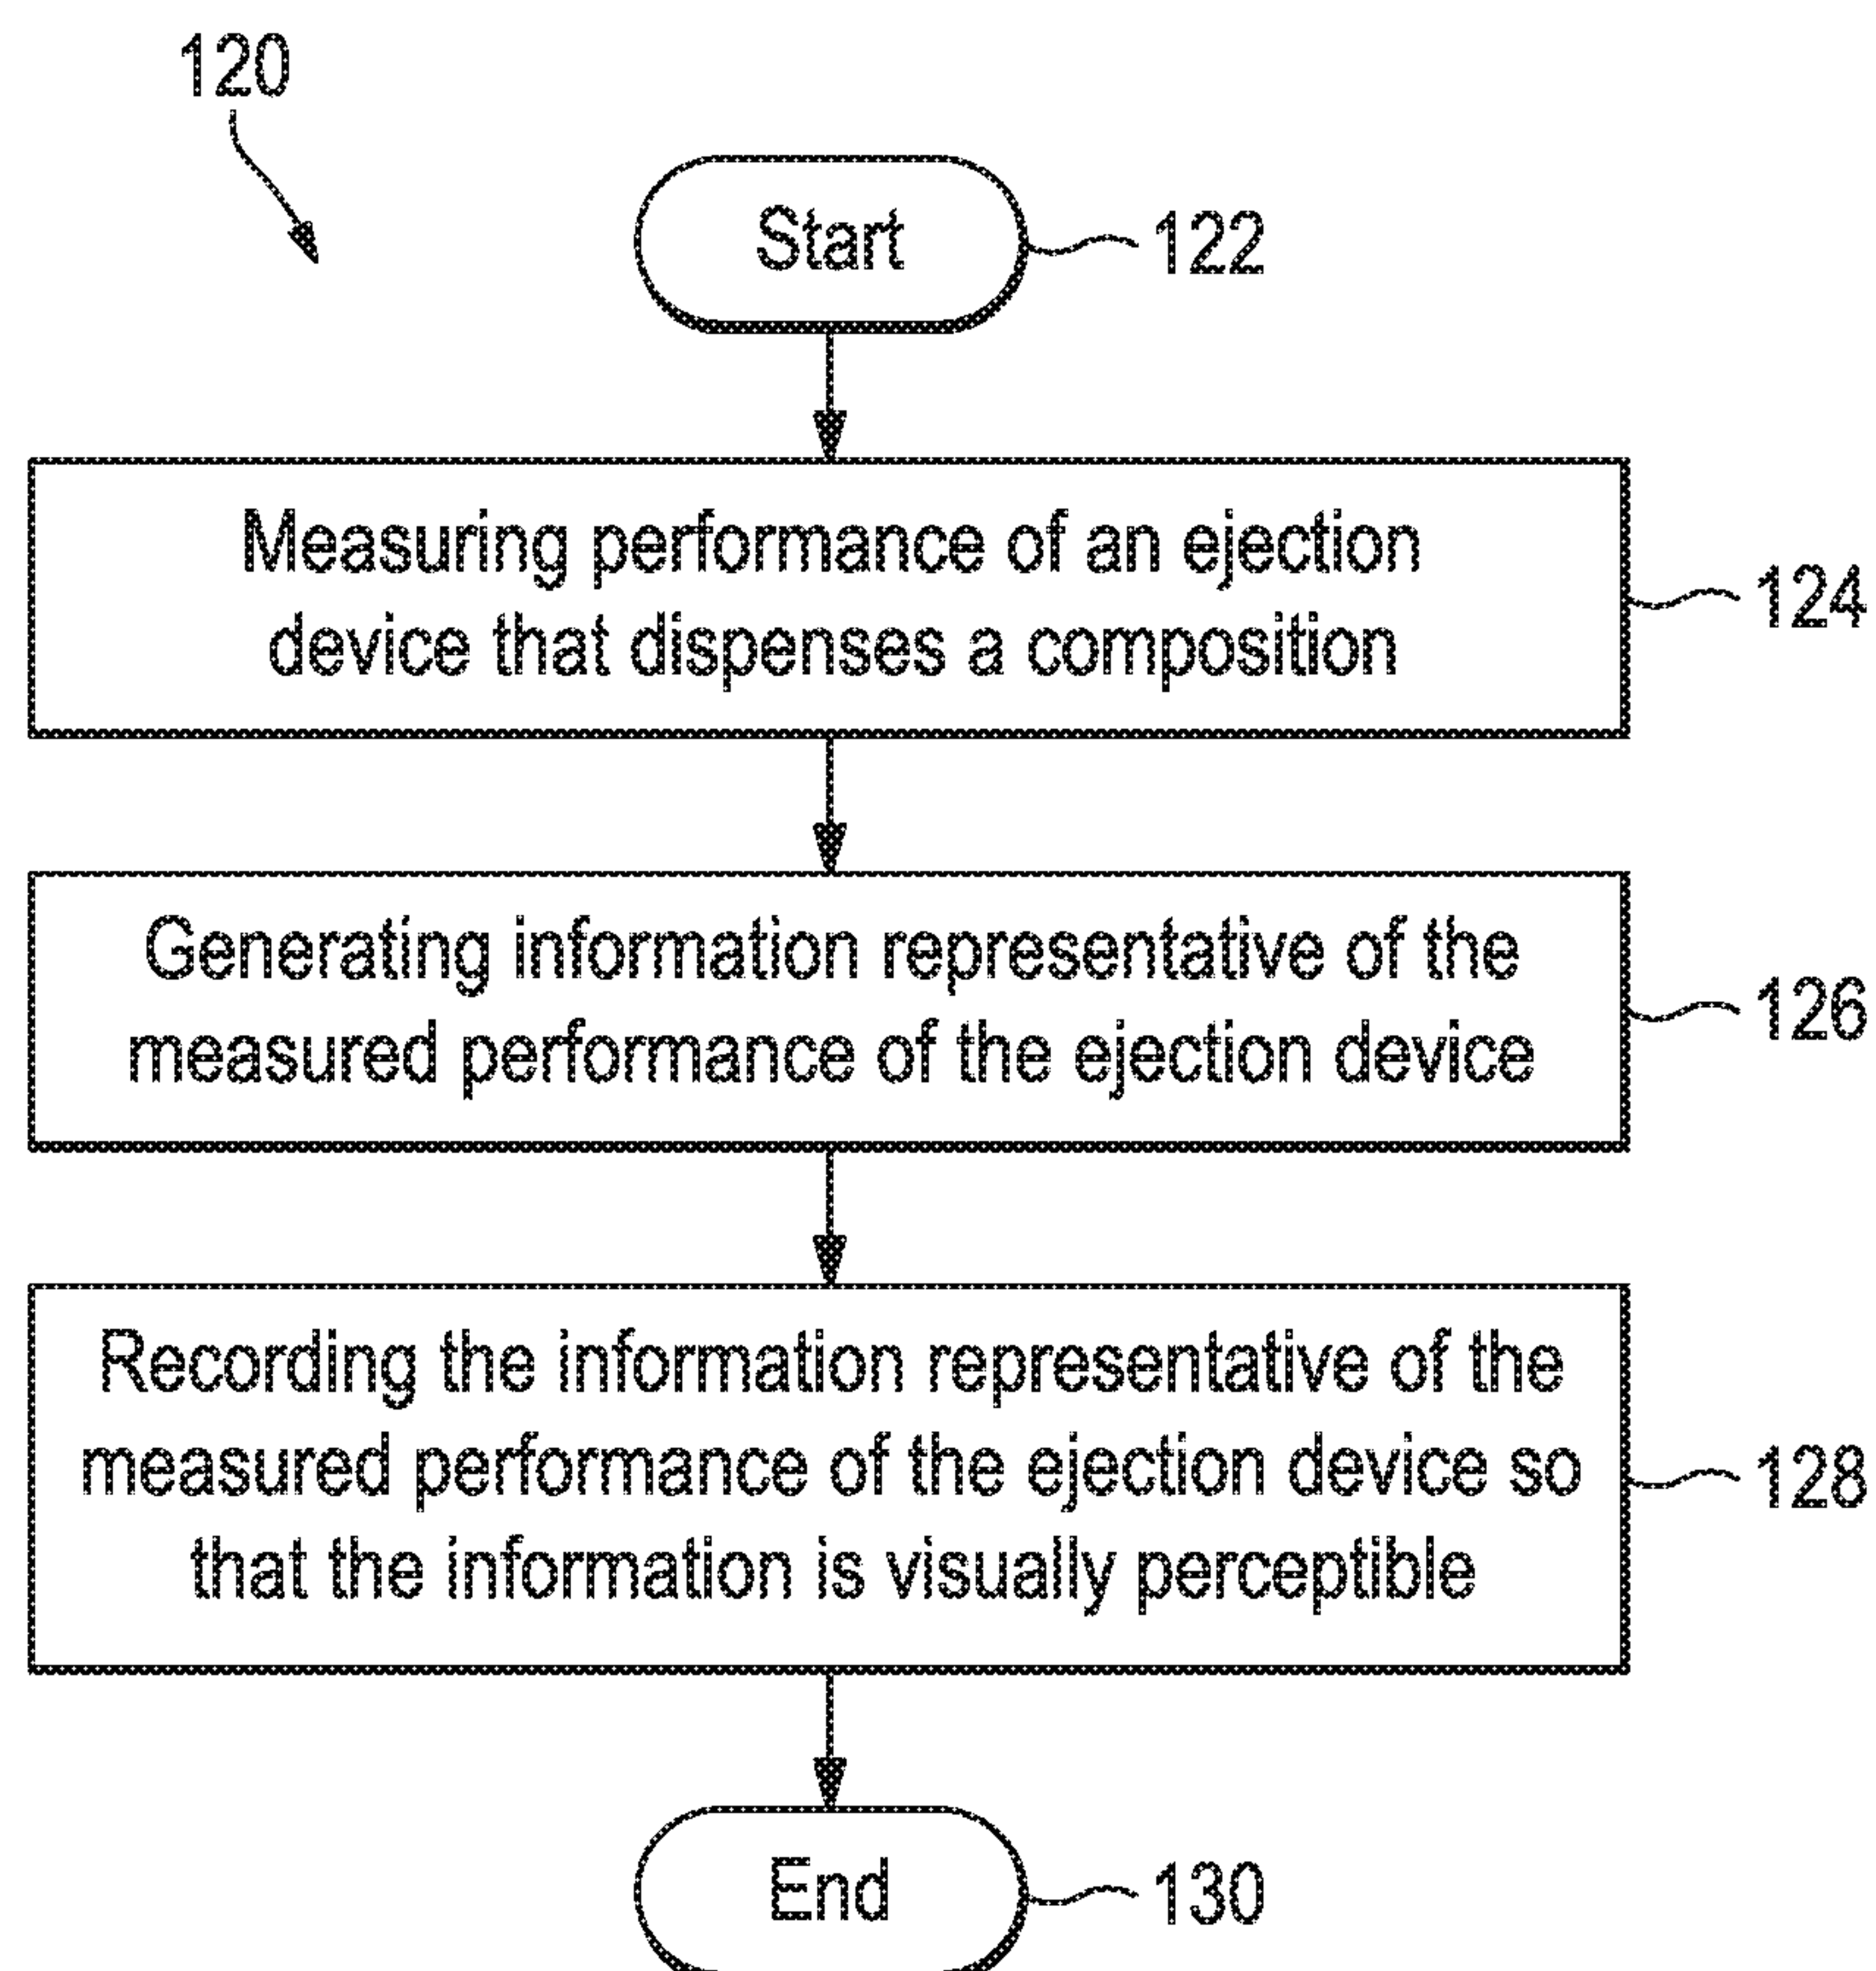 120
Start
122
Measuring performance of an ejection
device that dispenses a composition
124
Generating information representative of the
measured performance of the ejection device
126
Recording the information representative of the
measured performance of the ejection device so
that the information is visually perceptible
128
End
130